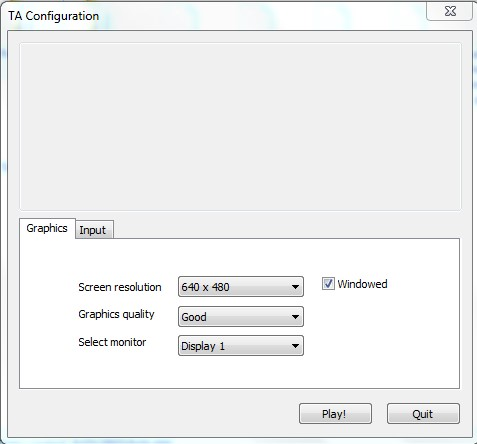 TA Configuration
Graphics Input
Screen resolution 640 x 480 Windowed
Graphics quality Good
Select monitor Display 1
Play! Quit